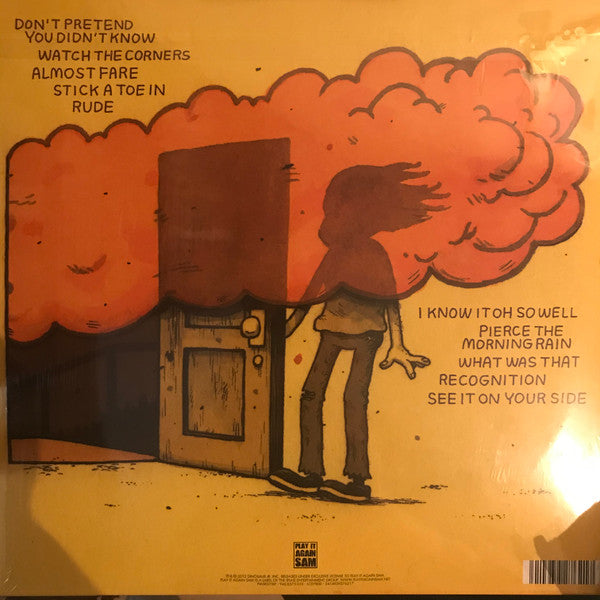 DON'T PRETEND
YOU DIDN'T KNOW
WATCH THE CORNERS
ALMOST FARE
STICK A TOE IN
RUDE
I KNOW IT OH SO WELL
PIERCE THE
MORNING RAIN
WHAT WAS THAT
RECOGNITION
SEE IT ON YOUR SIDE
PLAY IT
AGAIN
SAM